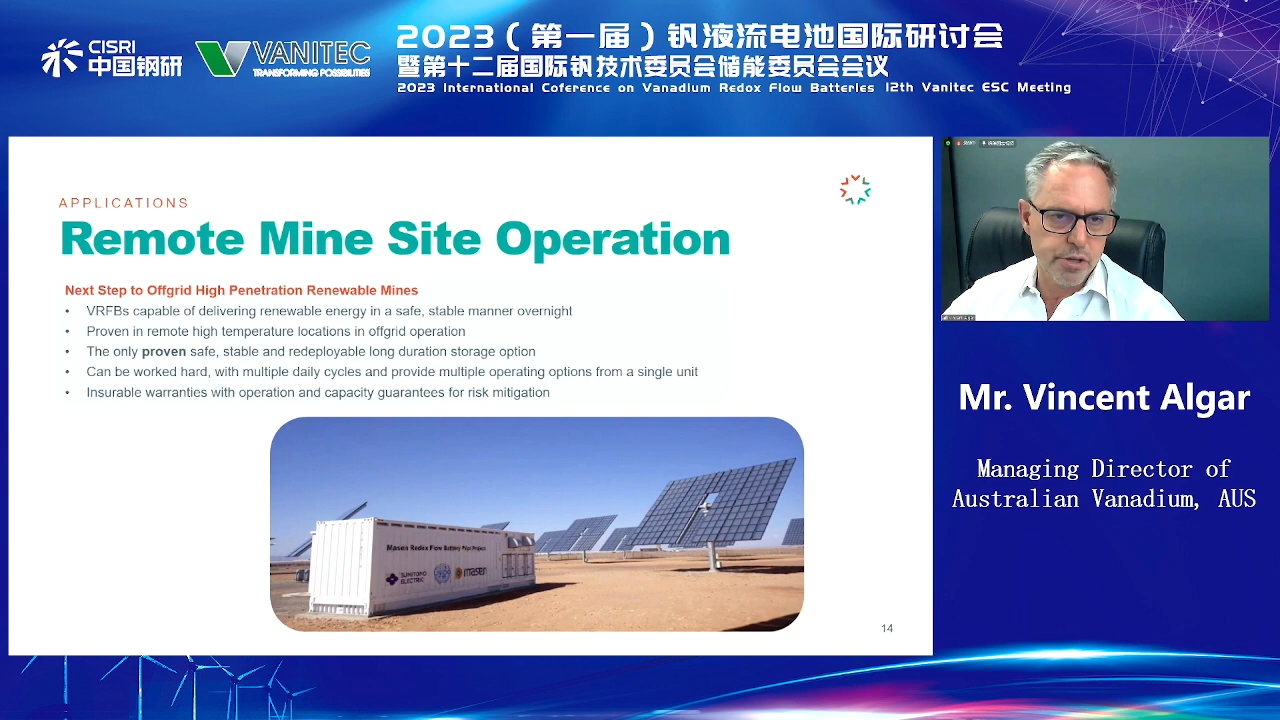 CISRI
中国钢研
VANITEC
TRANSFORMING POSSIBILITIES
2023（第一届）钒液流电池国际研讨会
暨第十二届国际钒技术委员会储能委员会会议
2023 International Coference on Vanadium Redox Flow Batteries 12th Vanitec ESC Meeting
APPLICATIONS
Remote Mine Site Operation
Next Step to Offgrid High Penetration Renewable Mines
• VRFBs capable of delivering renewable energy in a safe, stable manner overnight
• Proven in remote high temperature locations in offgrid operation
• The only proven safe, stable and redeployable long duration storage option
• Can be worked hard, with multiple daily cycles and provide multiple operating options from a single unit
• Insurable warranties with operation and capacity guarantees for risk mitigation
Masen Redox Flow Battery Pilot Project
SUMITOMO
ELECTRIC
masen
14
Mr. Vincent Algar
Managing Director of
Australian Vanadium, AUS